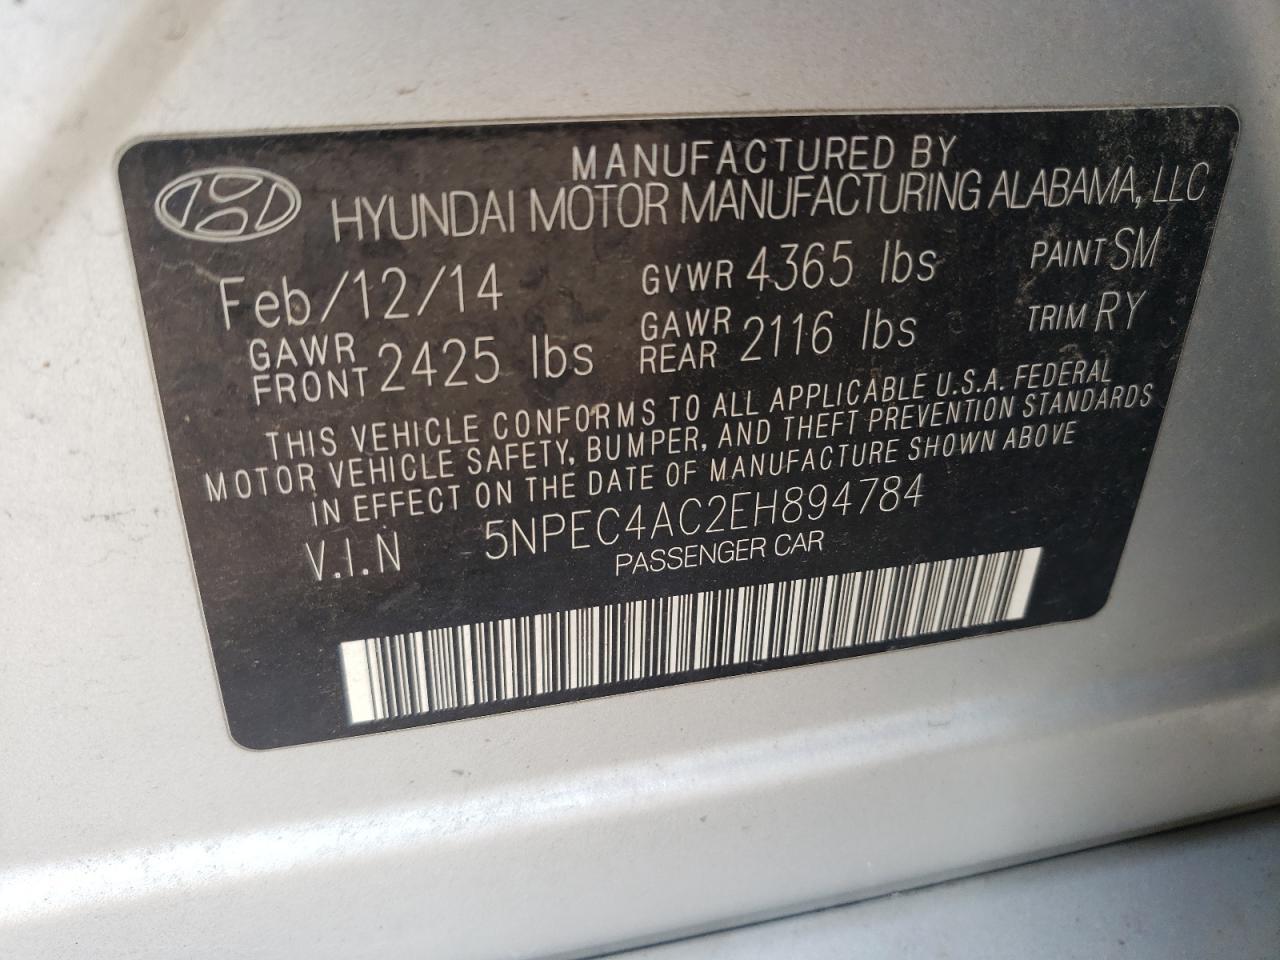 MANUFACTURED BY
HYUNDAI MOTOR MANUFACTURING ALABAMA, LLC
Feb/12/14 GVWR 4365 lbs PAINT SM
GAWR FRONT 2425 lbs GAWR REAR 2116 lbs TRIM RY
THIS VEHICLE CONFORMS TO ALL APPLICABLE U.S.A. FEDERAL
MOTOR VEHICLE SAFETY, BUMPER, AND THEFT PREVENTION STANDARDS
IN EFFECT ON THE DATE OF MANUFACTURE SHOWN ABOVE
V.I.N 5NPEC4AC2EH894784
PASSENGER CAR